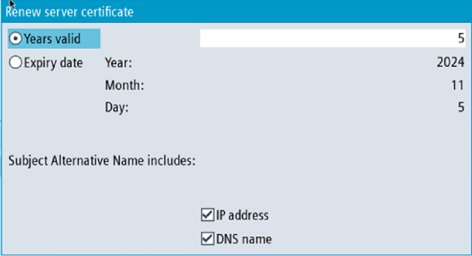 Renew server certificate
Years valid 5
Expiry date Year: 2024
Month: 11
Day: 5
Subject Alternative Name includes:
IP address
DNS name